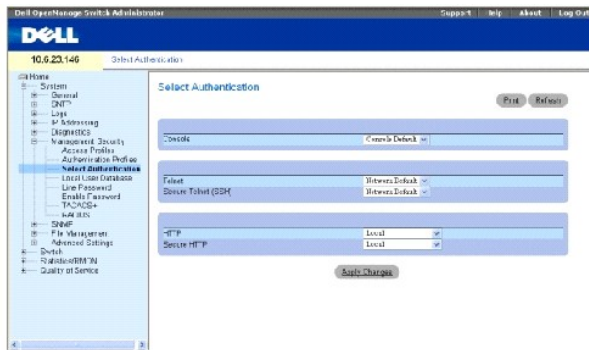 Dell OpenManage Switch Administrator
Support Help About Log Out
DELL
10.6.23.146
Select Authentication
Home
System
General
SNTP
Logs
IP Addressing
Diagnostics
Management Security
Access Profiles
Authentication Profiles
Select Authentication
Local User Database
Line Password
Enable Password
TACACS+
RADIUS
SNMP
File Management
Advanced Settings
Switch
Statistics/RMON
Quality of Service
Select Authentication
Print Refresh
Console Console Default
Telnet Network Default
Secure Telnet (SSH) Network Default
HTTP Local
Secure HTTP Local
Apply Changes